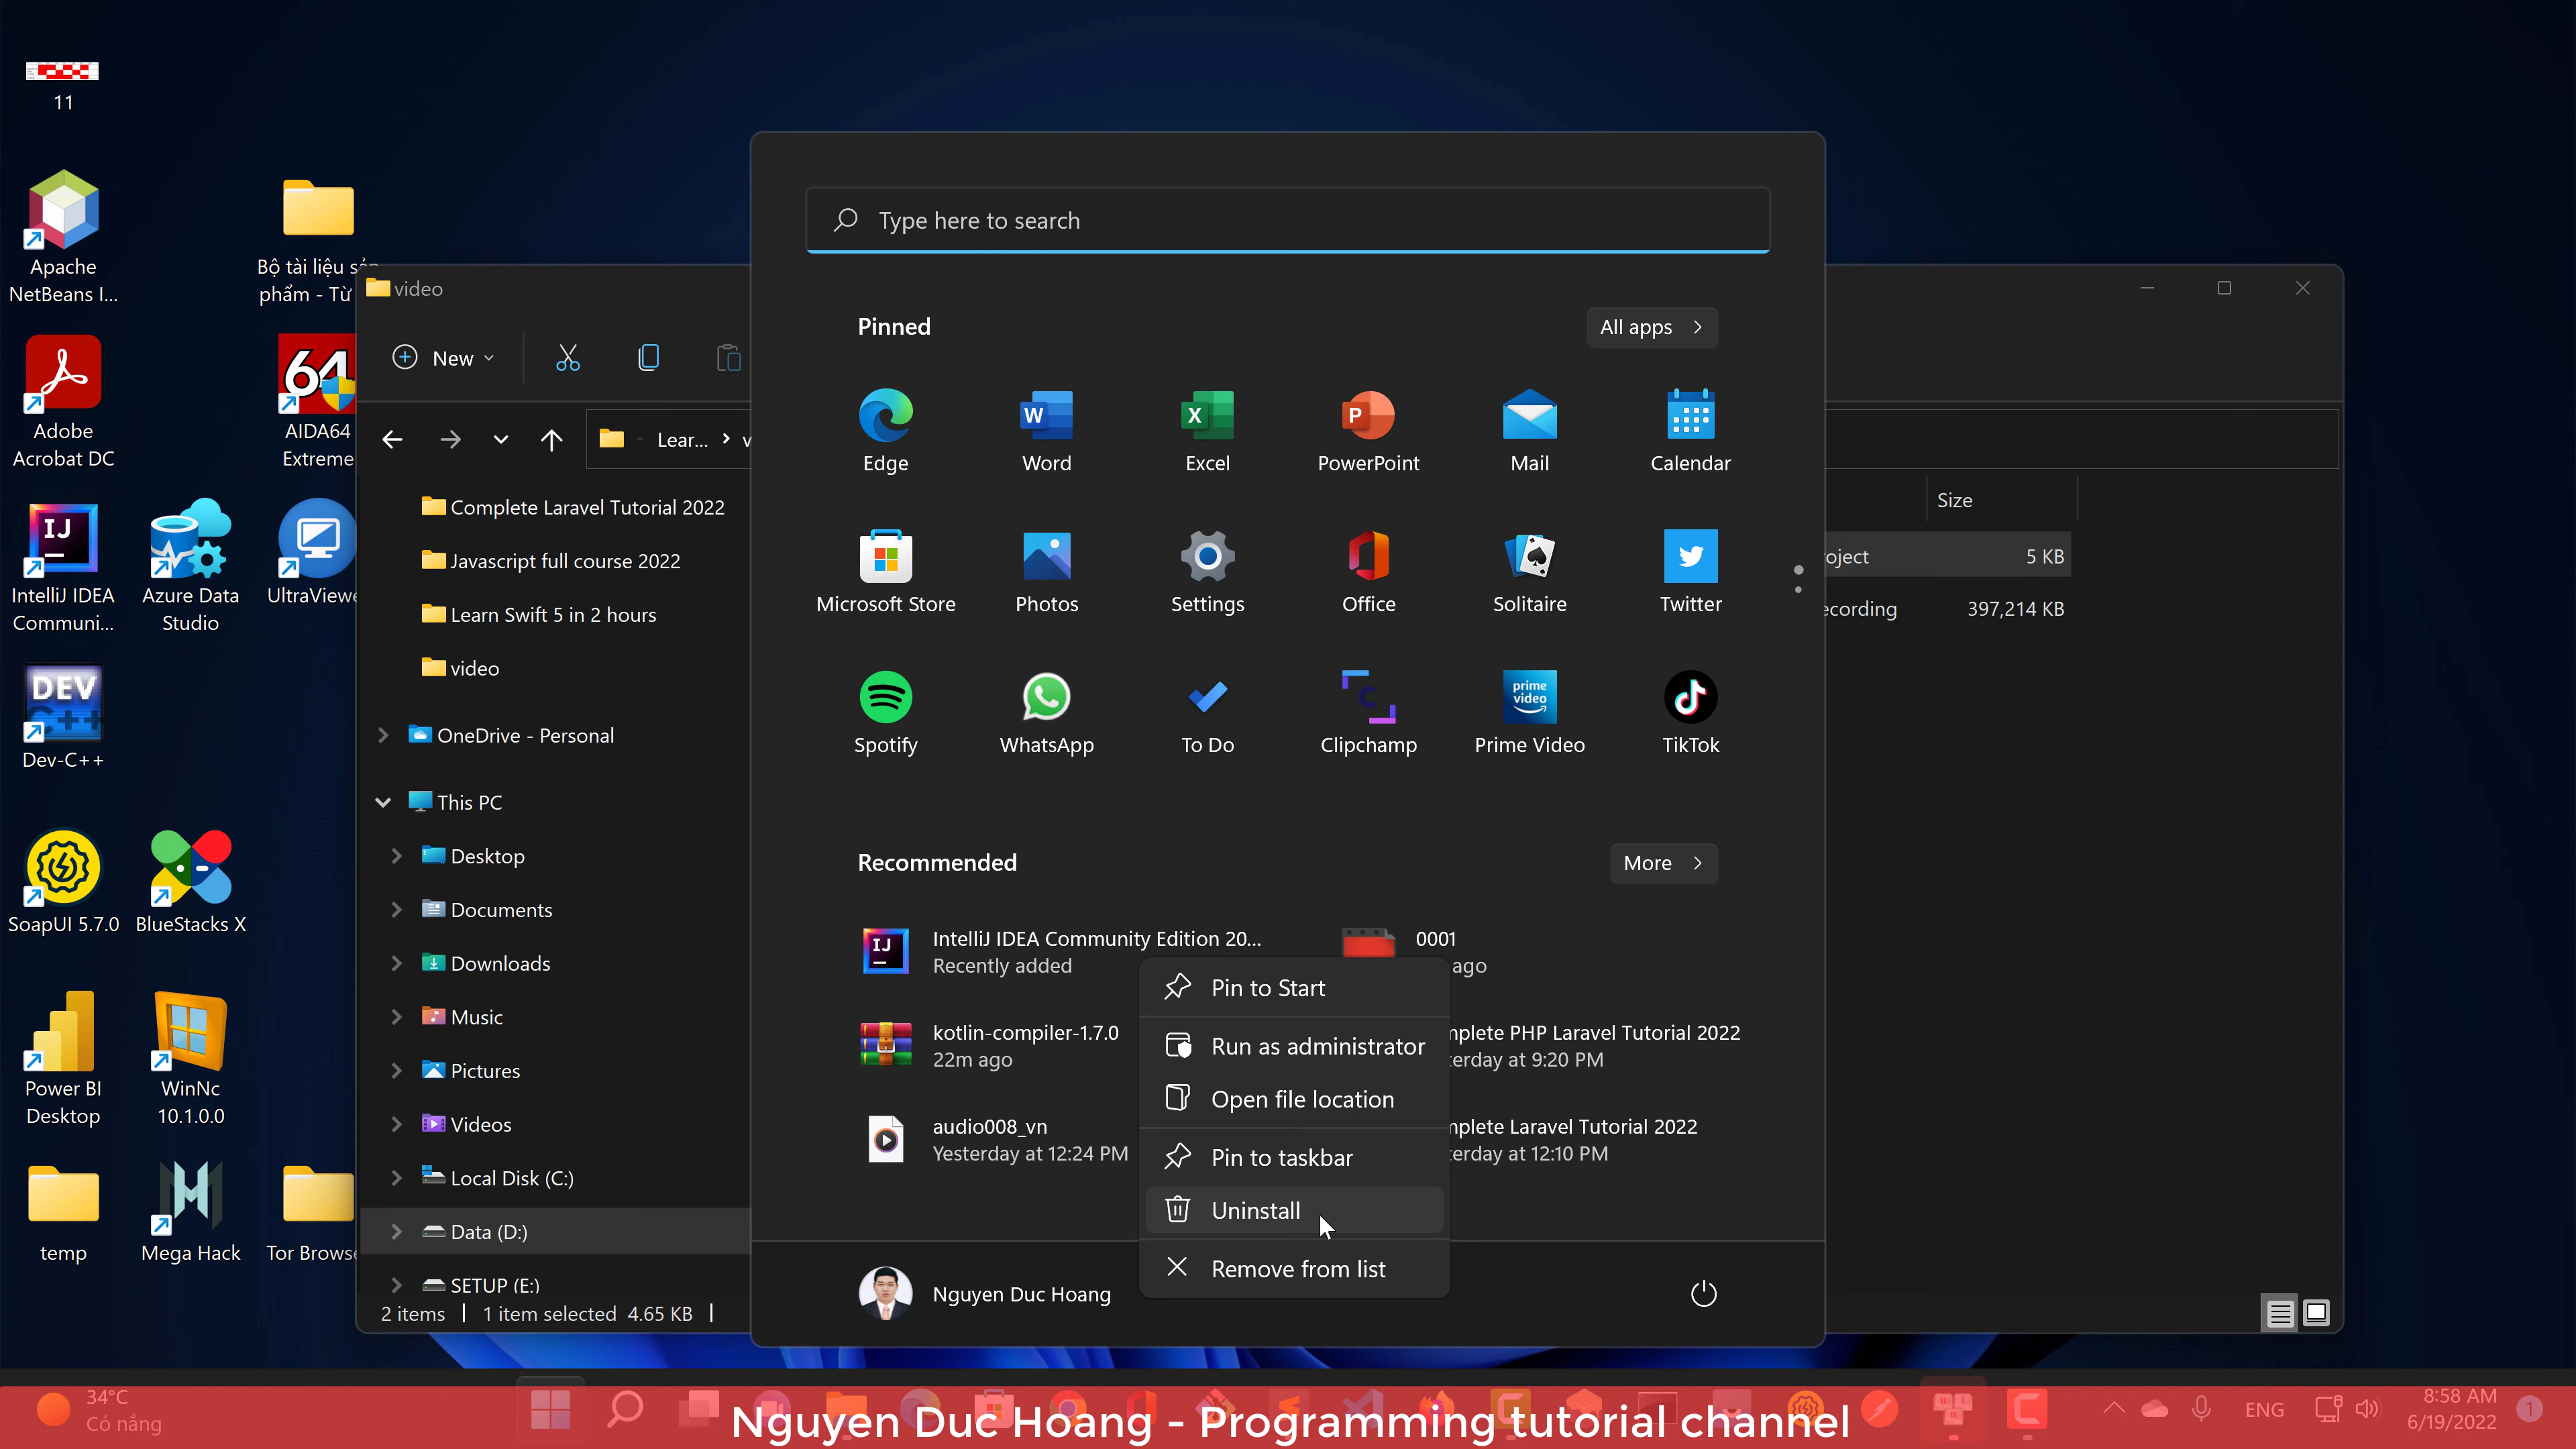 11
Apache
NetBeans I...
Bộ tài liệu sản
phẩm - Từ
Adobe
Acrobat DC
AIDA64
Extreme
IntelliJ IDEA
Communi...
Azure Data
Studio
UltraViewe
Dev-C++
SoapUI 5.7.0
BlueStacks X
Power BI
Desktop
WinNc
10.1.0.0
temp
Mega Hack
Tor Browse
video
New
Lear...
v
Complete Laravel Tutorial 2022
Javascript full course 2022
Learn Swift 5 in 2 hours
video
OneDrive - Personal
This PC
Desktop
Documents
Downloads
Music
Pictures
Videos
Local Disk (C:)
Data (D:)
SETUP (E:)
2 items
1 item selected 4.65 KB
Type here to search
Pinned
All apps
Edge
Word
Excel
PowerPoint
Mail
Calendar
Microsoft Store
Photos
Settings
Office
Solitaire
Twitter
Spotify
WhatsApp
To Do
Clipchamp
prime
video
Prime Video
TikTok
Recommended
More
IntelliJ IDEA Community Edition 20...
Recently added
0001
ago
kotlin-compiler-1.7.0
22m ago
mplete PHP Laravel Tutorial 2022
terday at 9:20 PM
audio008_vn
Yesterday at 12:24 PM
mplete Laravel Tutorial 2022
terday at 12:10 PM
Pin to Start
Run as administrator
Open file location
Pin to taskbar
Uninstall
Remove from list
Nguyen Duc Hoang
Size
oject
5 KB
ecording
397,214 KB
34°C
Có nắng
Nguyen Duc Hoang - Programming tutorial channel
ENG
8:58 AM
6/19/2022
1